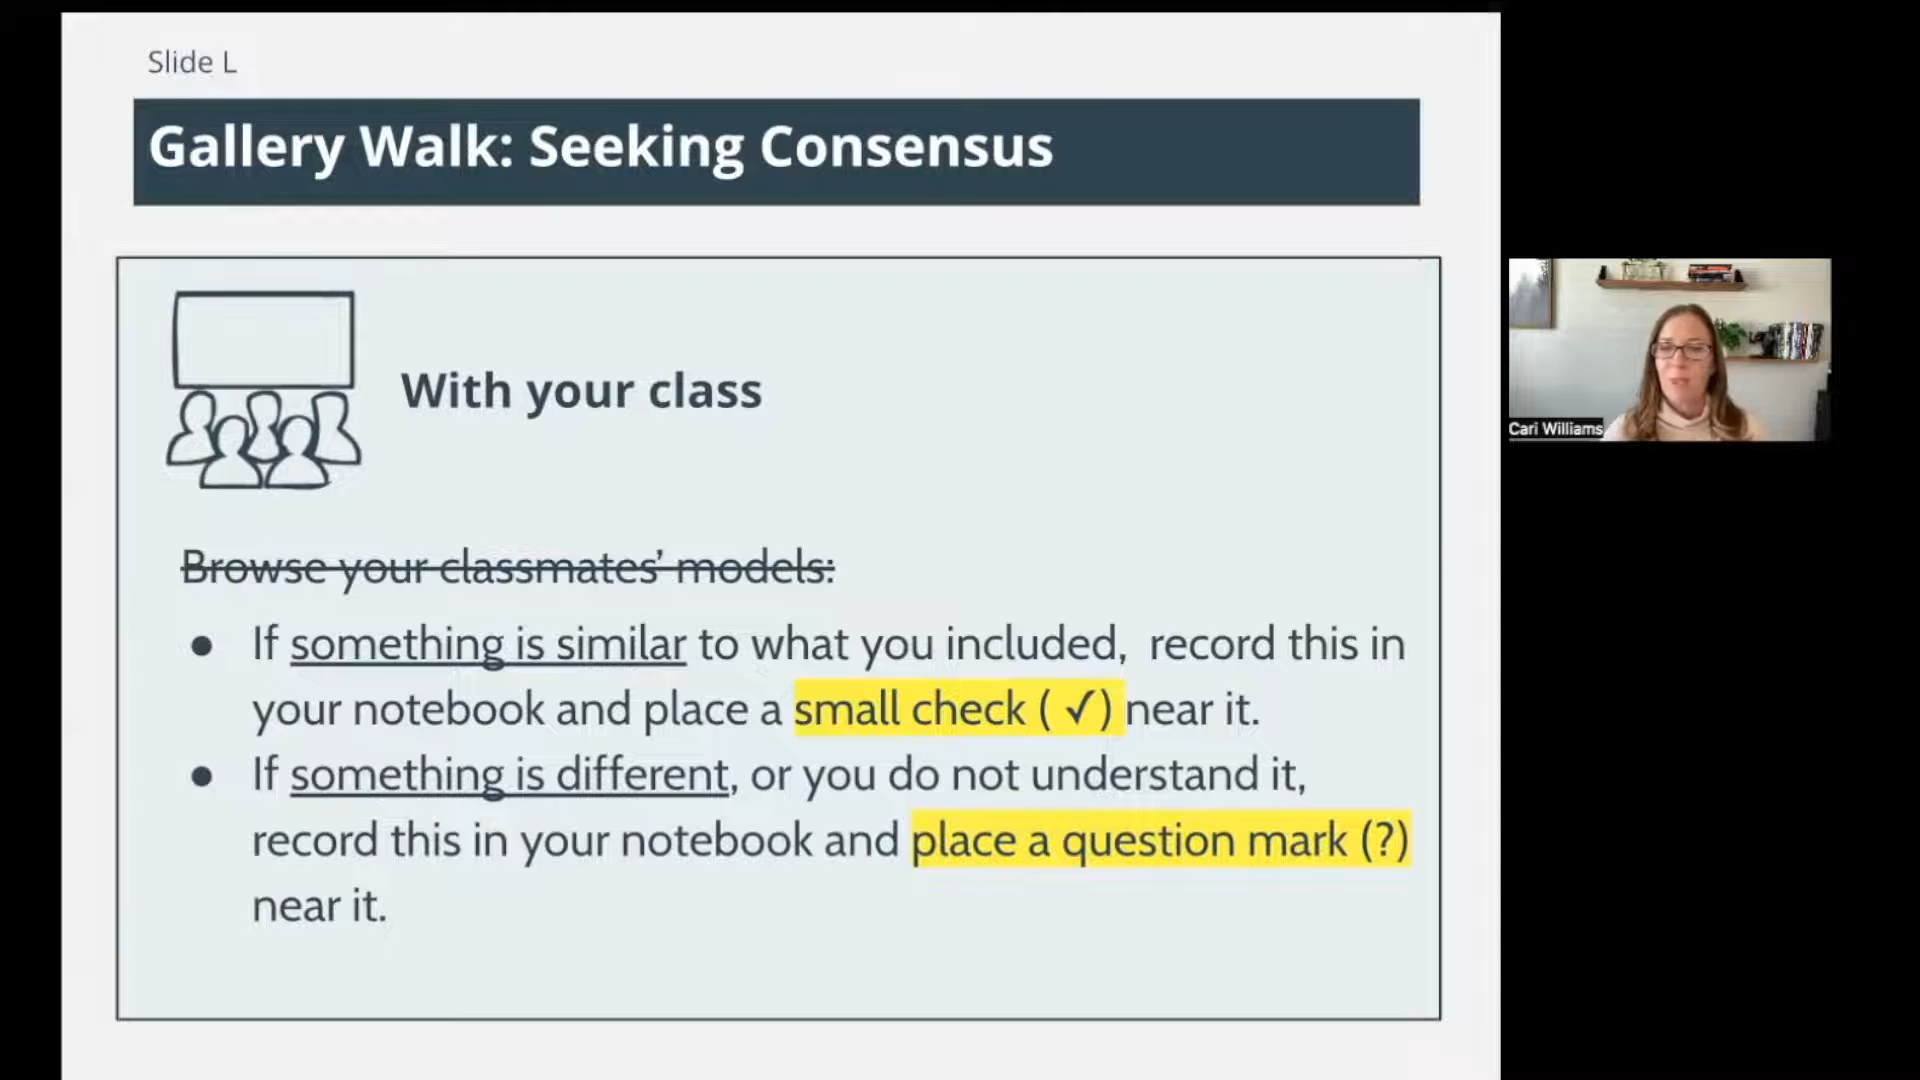 Slide L
Gallery Walk: Seeking Consensus
With your class
Browse your classmates’ models:
● If something is similar to what you included, record this in
your notebook and place a small check ( ✓) near it.
● If something is different, or you do not understand it,
record this in your notebook and place a question mark (?)
near it.
Cari Williams